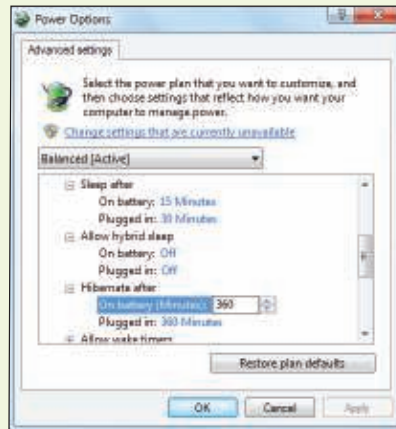 Power Options
Advanced settings
Select the power plan that you want to customize, and
then choose settings that reflect how you want your
computer to manage power.
Change settings that are currently unavailable
Balanced [Active]
Sleep after
On battery: 15 Minutes
Plugged in: 30 Minutes
Allow hybrid sleep
On battery: Off
Plugged in: Off
Hibernate after
On battery (Minutes): 360
Plugged in: 360 Minutes
Allow wake timers
Restore plan defaults
OK Cancel Apply